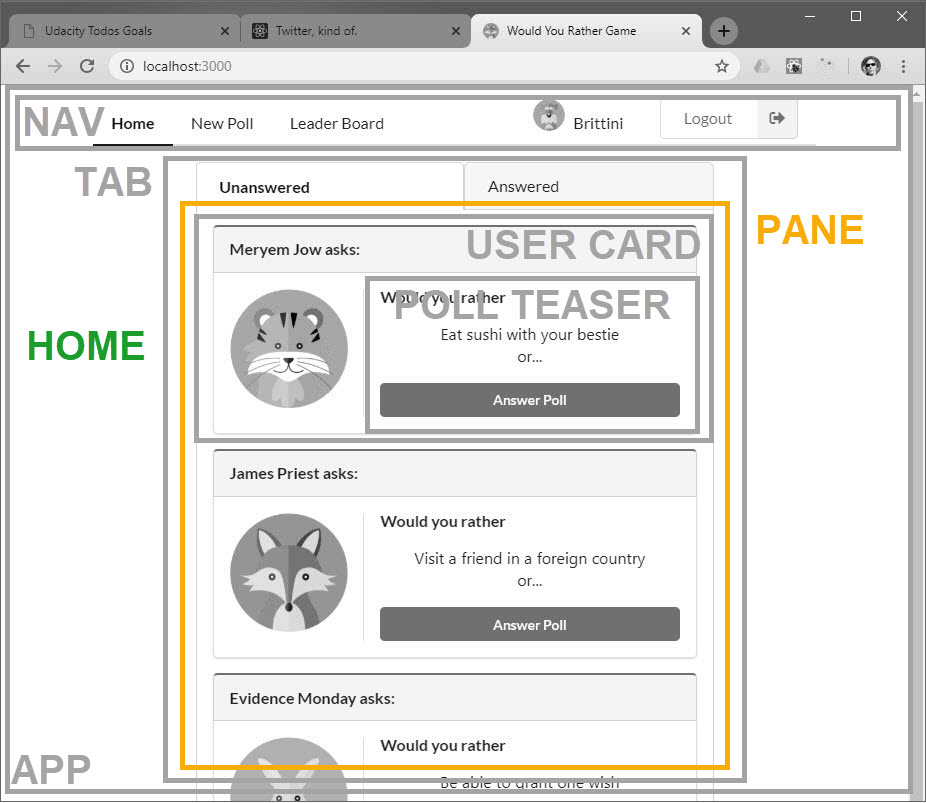 Udacity Todos Goals
Twitter, kind of.
Would You Rather Game
localhost:3000
NAV
Home
New Poll
Leader Board
Brittini
Logout
TAB
Unanswered
Answered
PANE
Meryem Jow asks:
USER CARD
Would you rather
POLL TEASER
Eat sushi with your bestie
or...
HOME
Answer Poll
James Priest asks:
Would you rather
Visit a friend in a foreign country
or...
Answer Poll
Evidence Monday asks:
Would you rather
Be able to grant one wish
APP